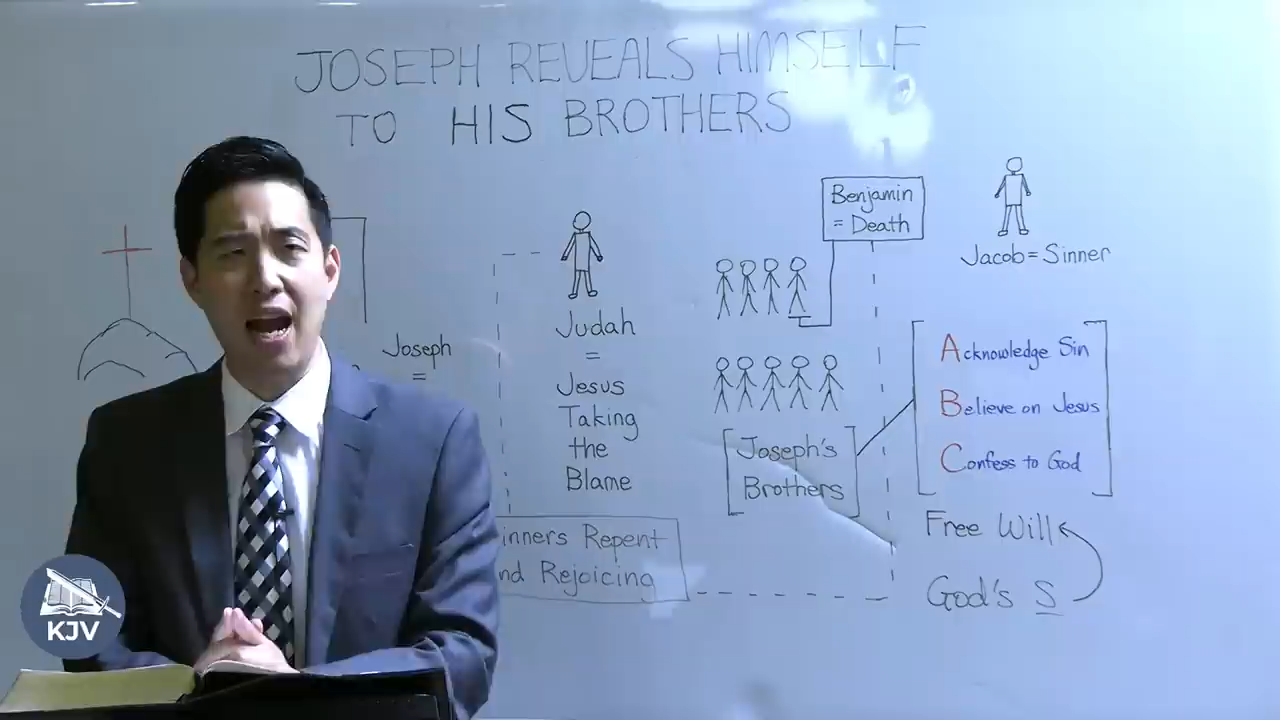 JOSEPH REVEALS HIMSELF
TO HIS BROTHERS
Benjamin
= Death
Jacob = Sinner
Joseph
=
Judah
=
Jesus
Taking
the
Blame
Joseph's
Brothers
Acknowledge Sin
Believe on Jesus
Confess to God
inners Repent
nd Rejoicing
Free Will
God's S
KJV